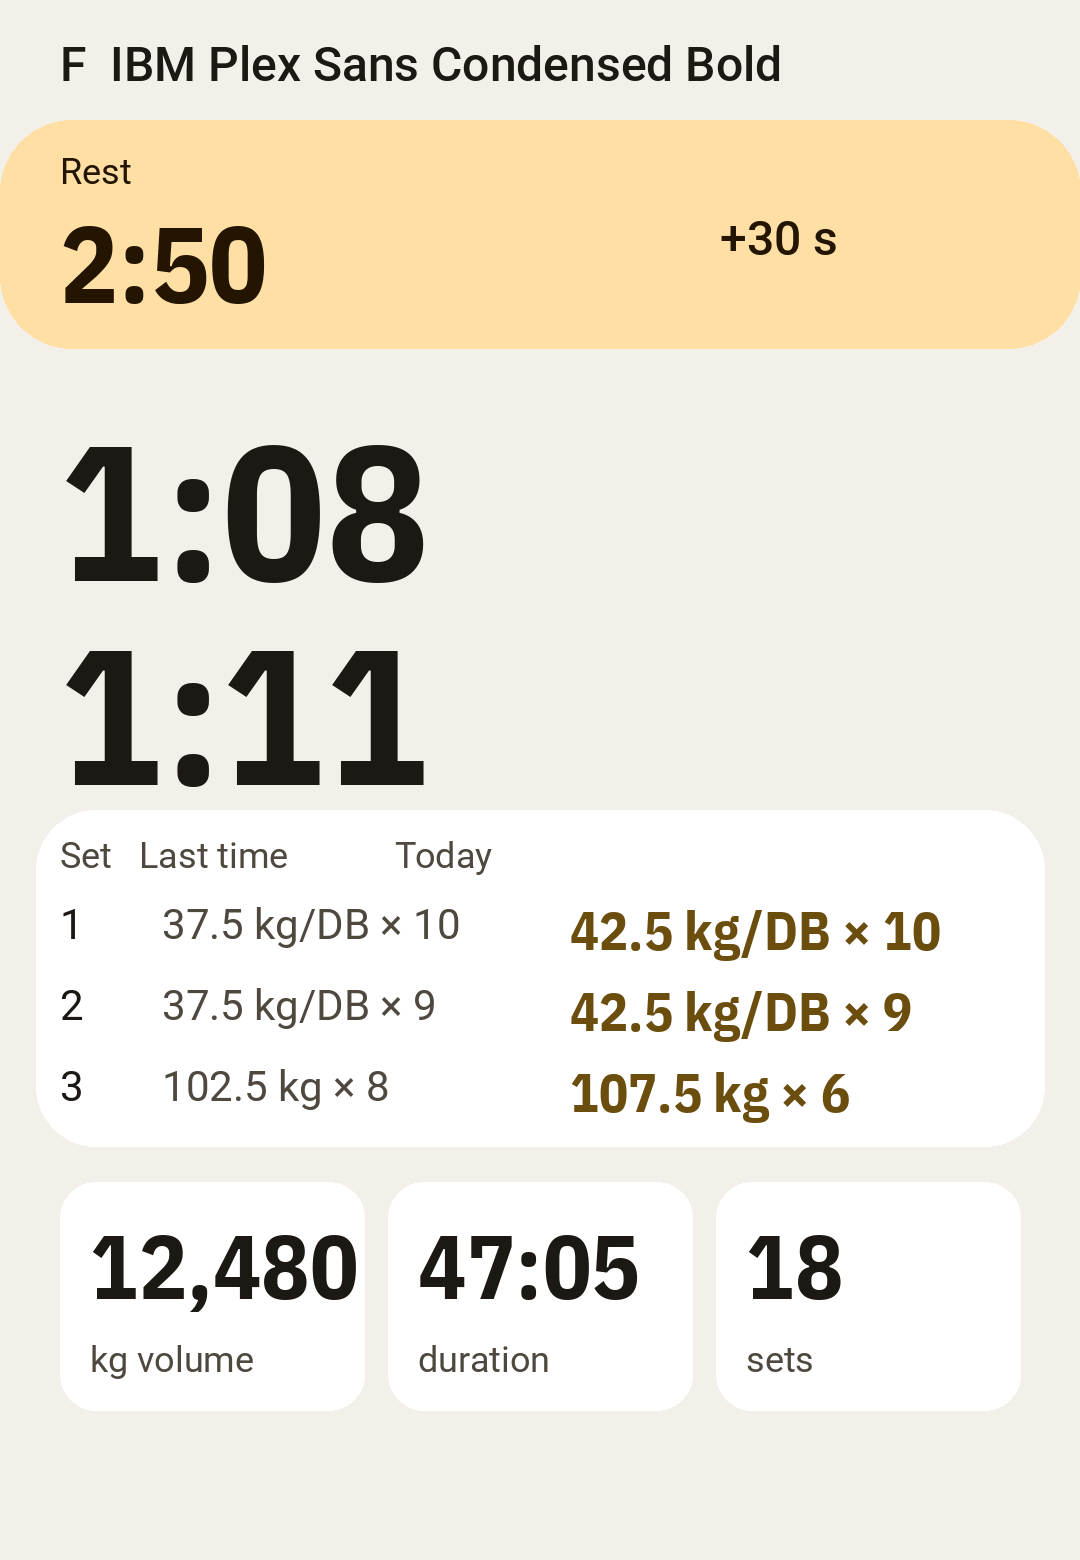 F IBM Plex Sans Condensed Bold
Rest
2:50
+30 s
1:08
1:11
Set Last time Today
1 37.5 kg/DB × 10 42.5 kg/DB × 10
2 37.5 kg/DB × 9 42.5 kg/DB × 9
3 102.5 kg × 8 107.5 kg × 6
12,480 47:05 18
kg volume duration sets